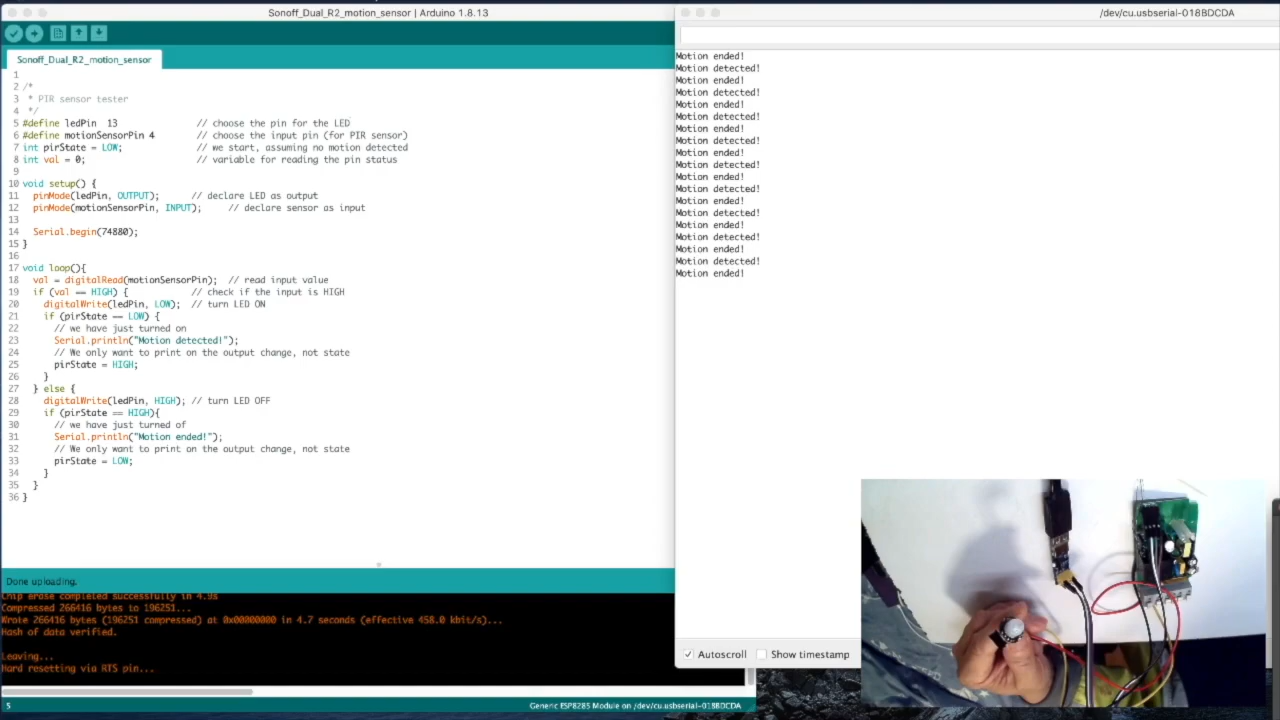 Sonoff_Dual_R2_motion_sensor | Arduino 1.8.13
Sonoff_Dual_R2_motion_sensor
1
2 /*
3  * PIR sensor tester
4  */
5 #define ledPin  13 // choose the pin for the LED
6 #define motionSensorPin 4 // choose the input pin (for PIR sensor)
7 int pirState = LOW; // we start, assuming no motion detected
8 int val = 0; // variable for reading the pin status
9
10 void setup() {
11 pinMode(ledPin, OUTPUT); // declare LED as output
12 pinMode(motionSensorPin, INPUT); // declare sensor as input
13
14 Serial.begin(74880);
15 }
16
17 void loop(){
18 val = digitalRead(motionSensorPin); // read input value
19 if (val == HIGH) { // check if the input is HIGH
20 digitalWrite(ledPin, LOW); // turn LED ON
21 if (pirState == LOW) {
22 // we have just turned on
23 Serial.println("Motion detected!");
24 // We only want to print on the output change, not state
25 pirState = HIGH;
26 }
27 } else {
28 digitalWrite(ledPin, HIGH); // turn LED OFF
29 if (pirState == HIGH){
30 // we have just turned of
31 Serial.println("Motion ended!");
32 // We only want to print on the output change, not state
33 pirState = LOW;
34 }
35 }
36 }
Done uploading.
Chip erase completed successfully in 4.9s
Compressed 266416 bytes to 196251...
Wrote 266416 bytes (196251 compressed) at 0x00000000 in 4.7 seconds (effective 458.0 kbit/s)...
Hash of data verified.
Leaving...
Hard resetting via RTS pin...
5
Generic ESP8285 Module on /dev/cu.usbserial-018BDCDA
/dev/cu.usbserial-018BDCDA
Motion ended!
Motion detected!
Motion ended!
Motion detected!
Motion ended!
Motion detected!
Motion ended!
Motion detected!
Motion ended!
Motion detected!
Motion ended!
Motion detected!
Motion ended!
Motion detected!
Motion ended!
Motion detected!
Motion ended!
Motion detected!
Motion ended!
Autoscroll
Show timestamp